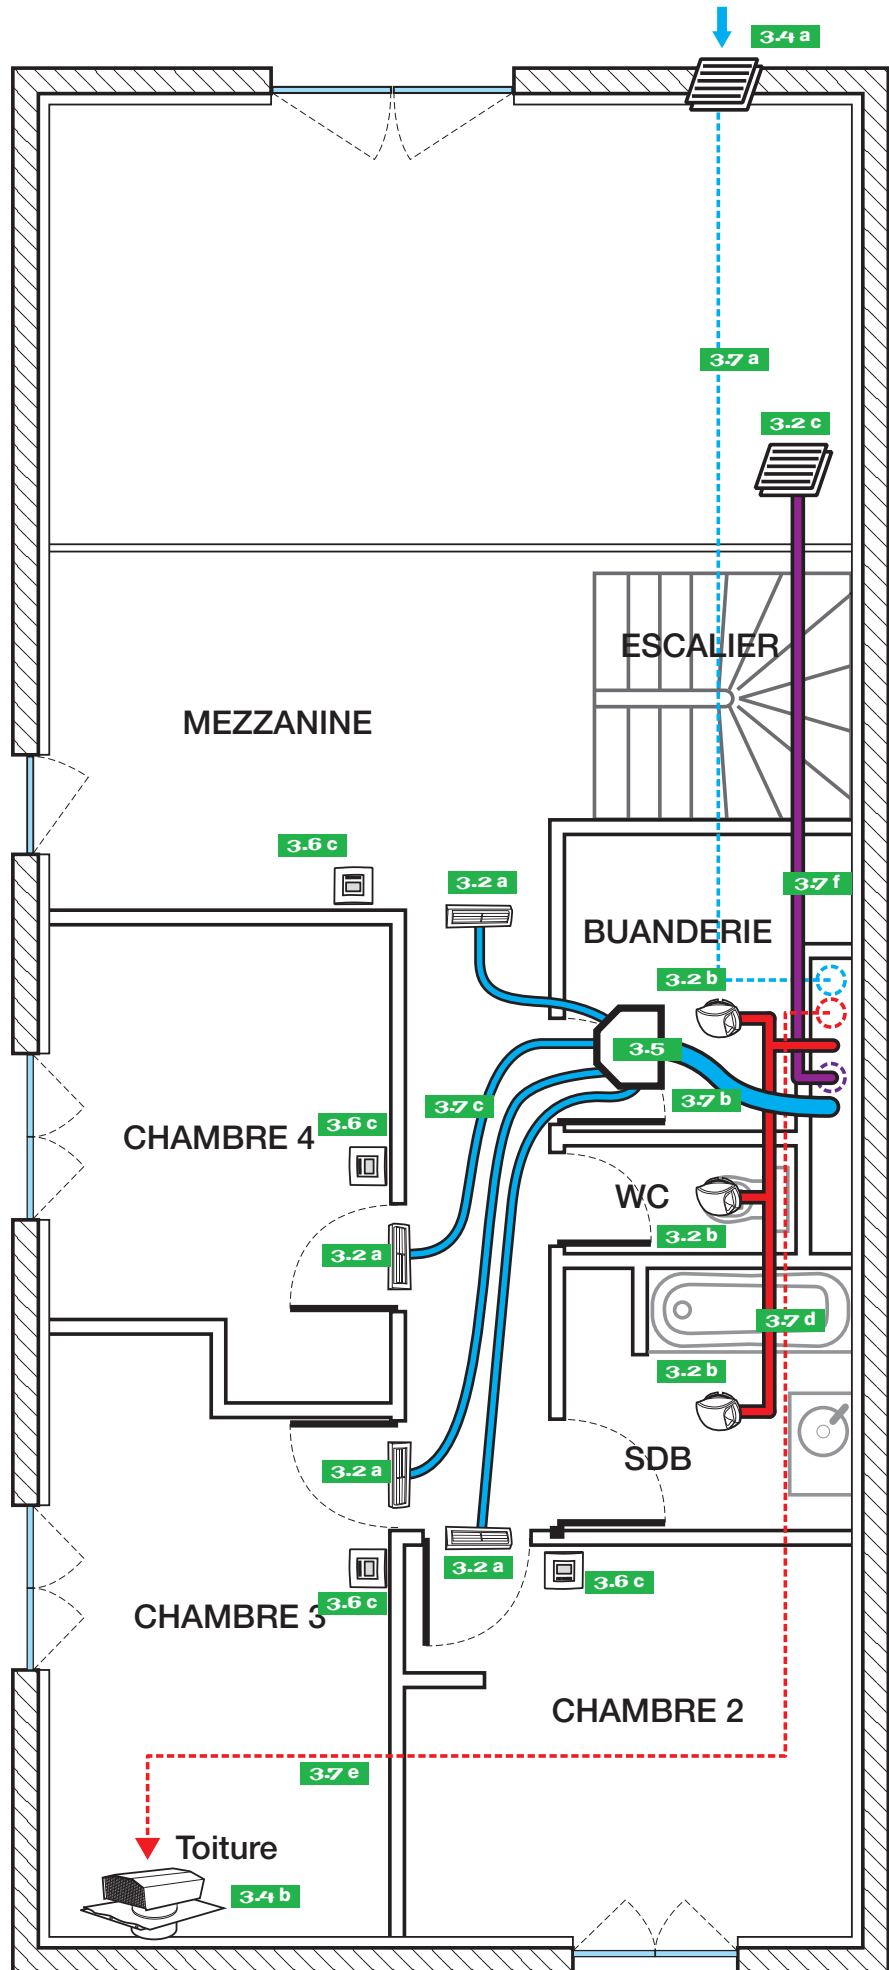 3.4 a
3.7 a
3.2 c
ESCALIER
MEZZANINE
3.6 c
3.2 a
3.7 f
BUANDERIE
3.2 b
3.5
3.7 b
3.7 c
CHAMBRE 4
3.6 c
WC
3.2 b
3.2 a
3.7 d
3.2 b
SDB
3.2 a
3.2 a
3.6 c
3.6 c
CHAMBRE 3
CHAMBRE 2
3.7 e
Toiture
3.4 b